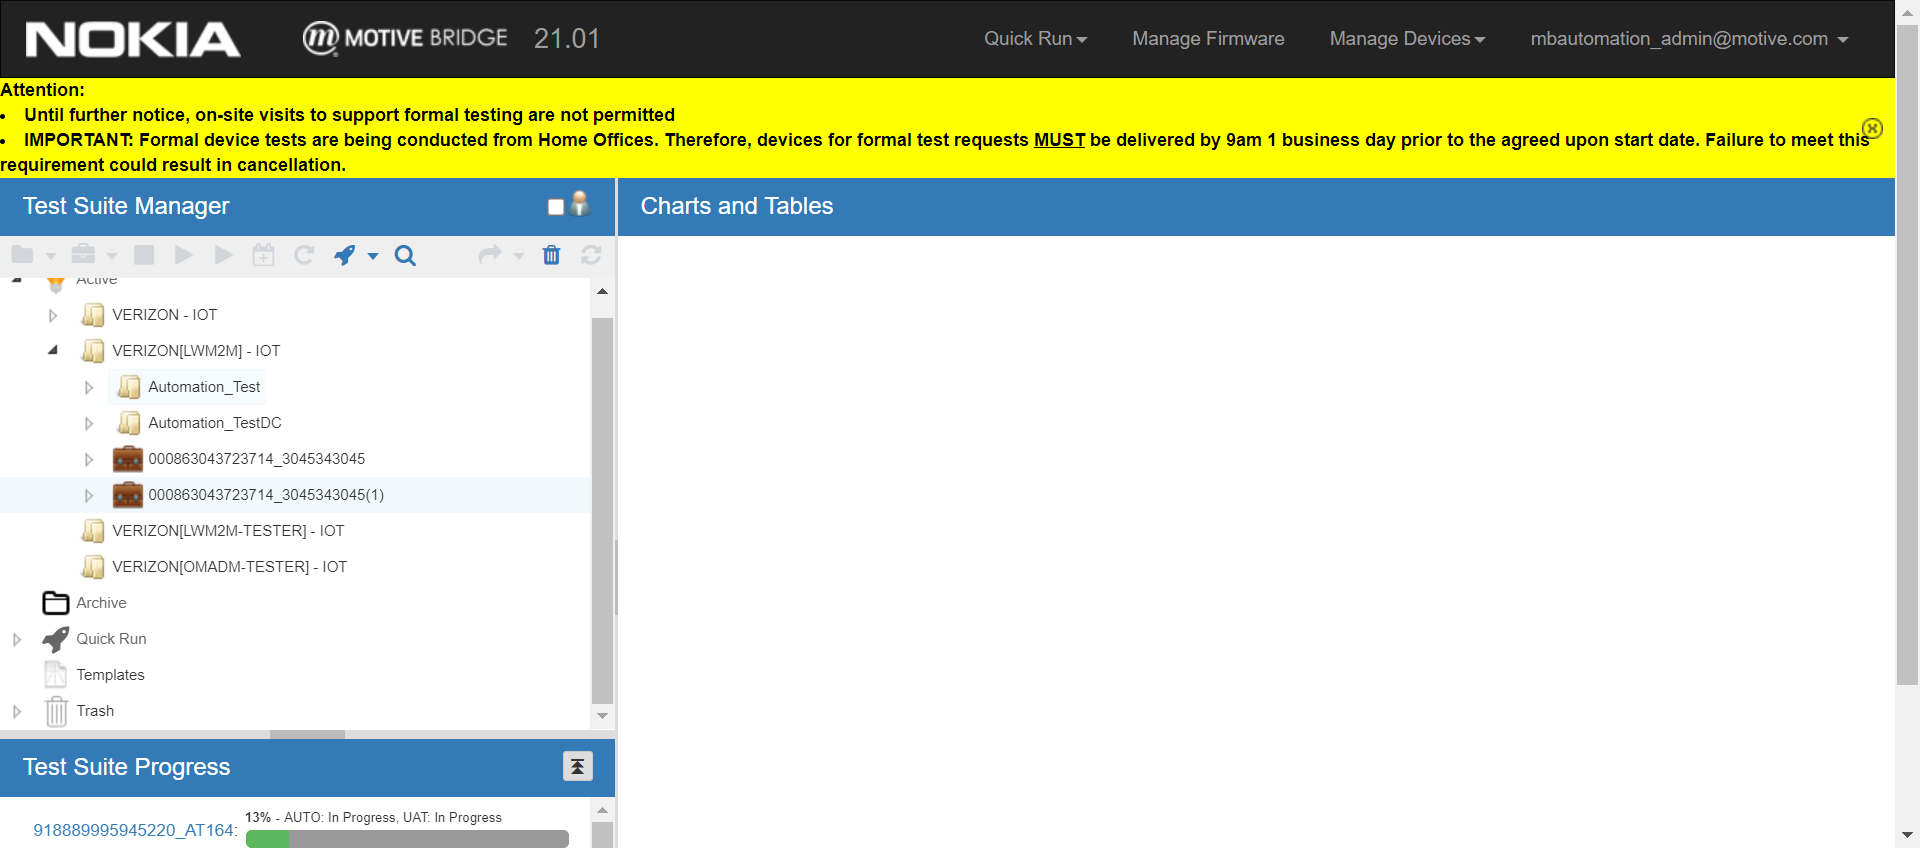 NOKIA
m MOTIVE BRIDGE 21.01
Quick Run
Manage Firmware
Manage Devices
mbautomation_admin@motive.com
Attention:
• Until further notice, on-site visits to support formal testing are not permitted
• IMPORTANT: Formal device tests are being conducted from Home Offices. Therefore, devices for formal test requests MUST be delivered by 9am 1 business day prior to the agreed upon start date. Failure to meet this
requirement could result in cancellation.
Test Suite Manager
Charts and Tables
Active
VERIZON - IOT
VERIZON[LWM2M] - IOT
Automation_Test
Automation_TestDC
000863043723714_3045343045
000863043723714_3045343045(1)
VERIZON[LWM2M-TESTER] - IOT
VERIZON[OMADM-TESTER] - IOT
Archive
Quick Run
Templates
Trash
Test Suite Progress
13% - AUTO: In Progress, UAT: In Progress
918889995945220_AT164: